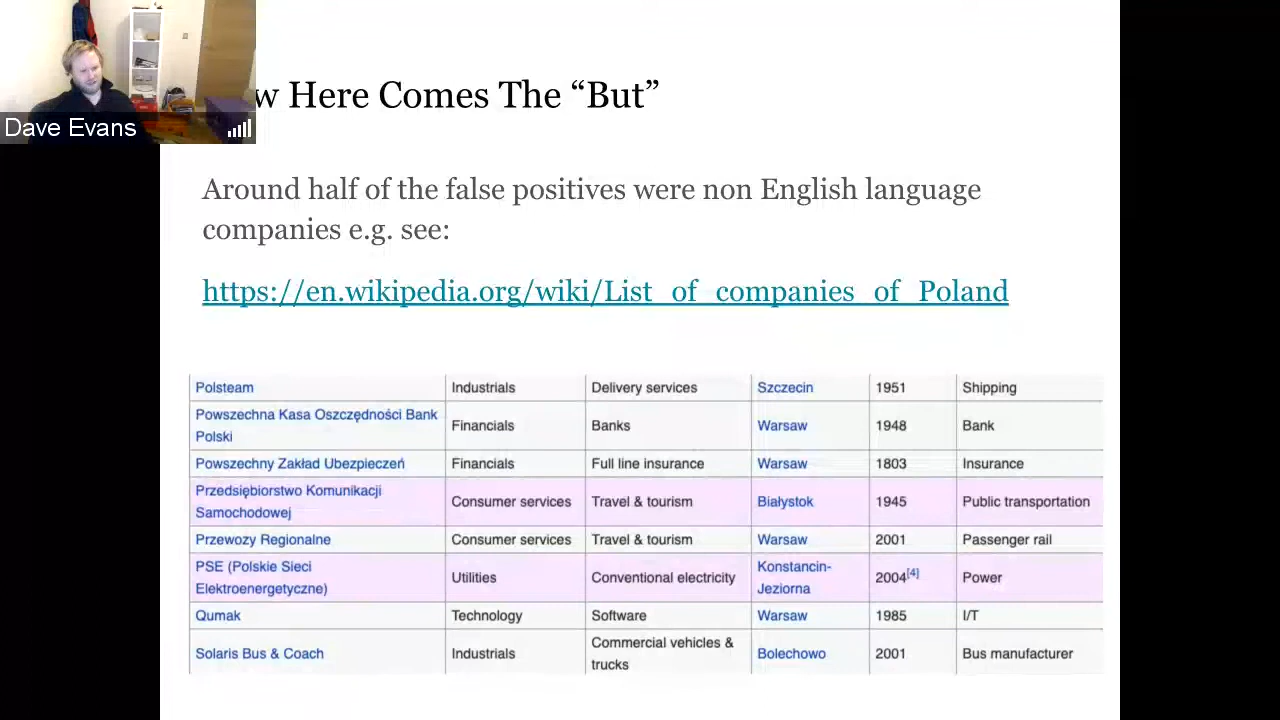 Dave Evans
w Here Comes The “But”
Around half of the false positives were non English language
companies e.g. see:
https://en.wikipedia.org/wiki/List_of_companies_of_Poland
Polsteam Industrials Delivery services Szczecin 1951 Shipping
Powszechna Kasa Oszczędności Bank
Polski Financials Banks Warsaw 1948 Bank
Powszechny Zakład Ubezpieczeń Financials Full line insurance Warsaw 1803 Insurance
Przedsiębiorstwo Komunikacji
Samochodowej Consumer services Travel & tourism Białystok 1945 Public transportation
Przewozy Regionalne Consumer services Travel & tourism Warsaw 2001 Passenger rail
PSE (Polskie Sieci
Elektroenergetyczne) Utilities Conventional electricity Konstancin-
Jeziorna 2004[4] Power
Qumak Technology Software Warsaw 1985 I/T
Solaris Bus & Coach Industrials Commercial vehicles &
trucks Bolechowo 2001 Bus manufacturer